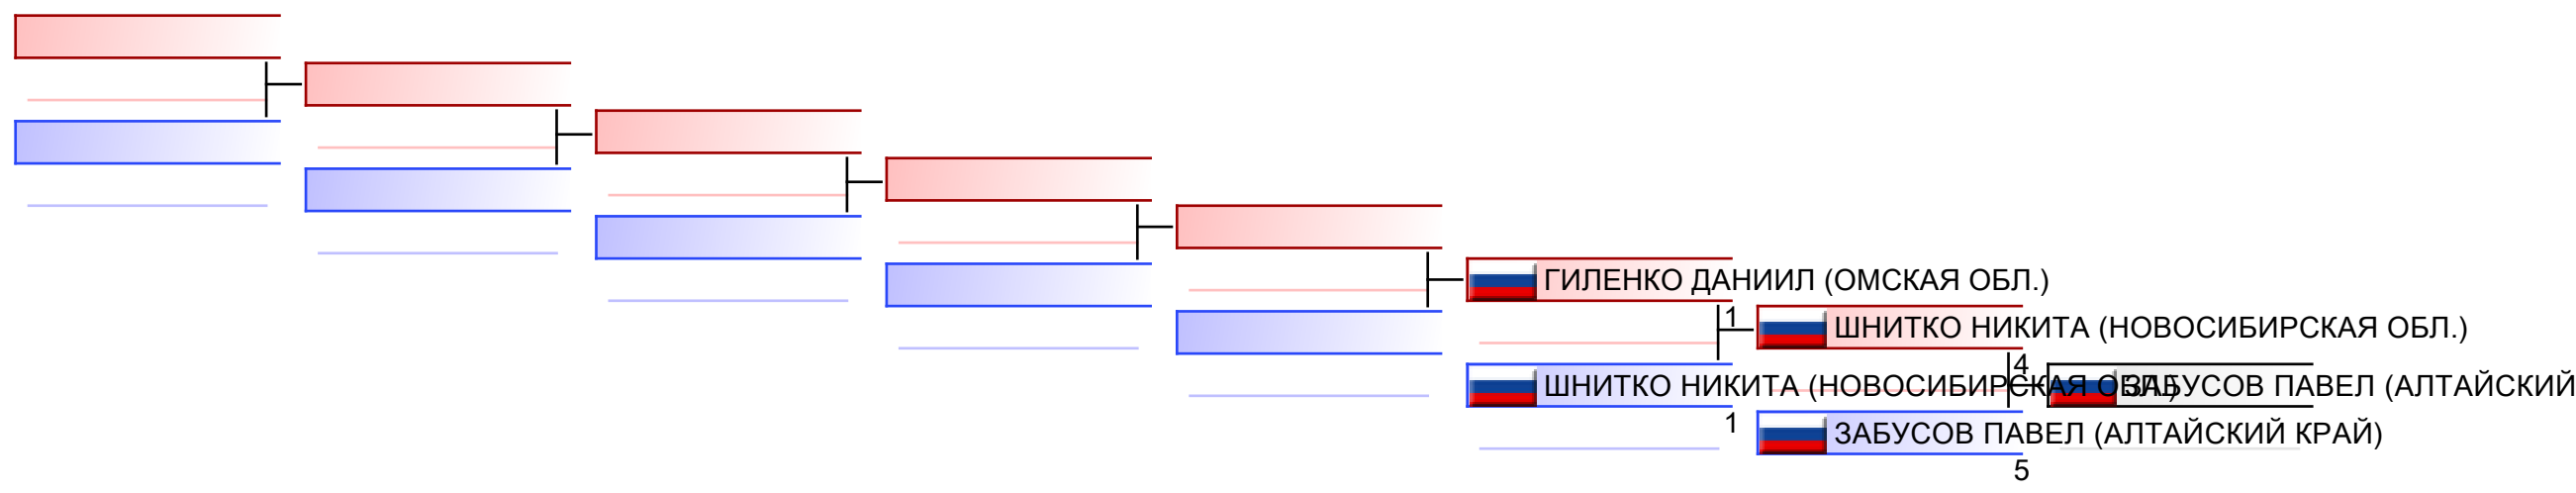 ГИЛЕНКО ДАНИИЛ (ОМСКАЯ ОБЛ.)
1
ШНИТКО НИКИТА (НОВОСИБИРСКАЯ ОБЛ.)
4
ШНИТКО НИКИТА (НОВОСИБИРСКАЯ ОБЛ.)
ЗАБУСОВ ПАВЕЛ (АЛТАЙСКИЙ
1
ЗАБУСОВ ПАВЕЛ (АЛТАЙСКИЙ КРАЙ)
5